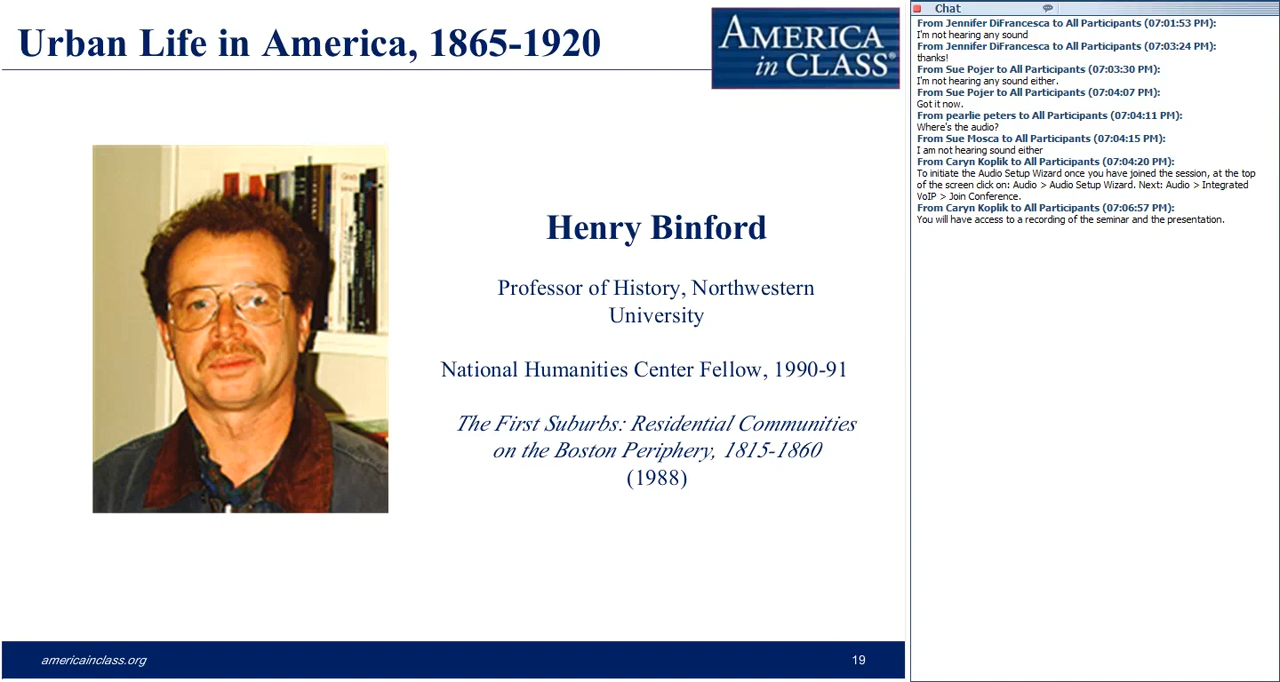 Urban Life in America, 1865-1920
AMERICA
in CLASS®
Henry Binford
Professor of History, Northwestern
University
National Humanities Center Fellow, 1990-91
The First Suburbs: Residential Communities
on the Boston Periphery, 1815-1860
(1988)
americainclass.org
19
Chat
From Jennifer DiFrancesca to All Participants (07:01:53 PM):
I'm not hearing any sound
From Jennifer DiFrancesca to All Participants (07:03:24 PM):
thanks!
From Sue Pojer to All Participants (07:03:30 PM):
I'm not hearing any sound either.
From Sue Pojer to All Participants (07:04:07 PM):
Got it now.
From pearlie peters to All Participants (07:04:11 PM):
Where's the audio?
From Sue Mosca to All Participants (07:04:15 PM):
I am not hearing sound either
From Caryn Koplik to All Participants (07:04:20 PM):
To initiate the Audio Setup Wizard once you have joined the session, at the top
of the screen click on: Audio > Audio Setup Wizard. Next: Audio > Integrated
VoIP > Join Conference.
From Caryn Koplik to All Participants (07:06:57 PM):
You will have access to a recording of the seminar and the presentation.